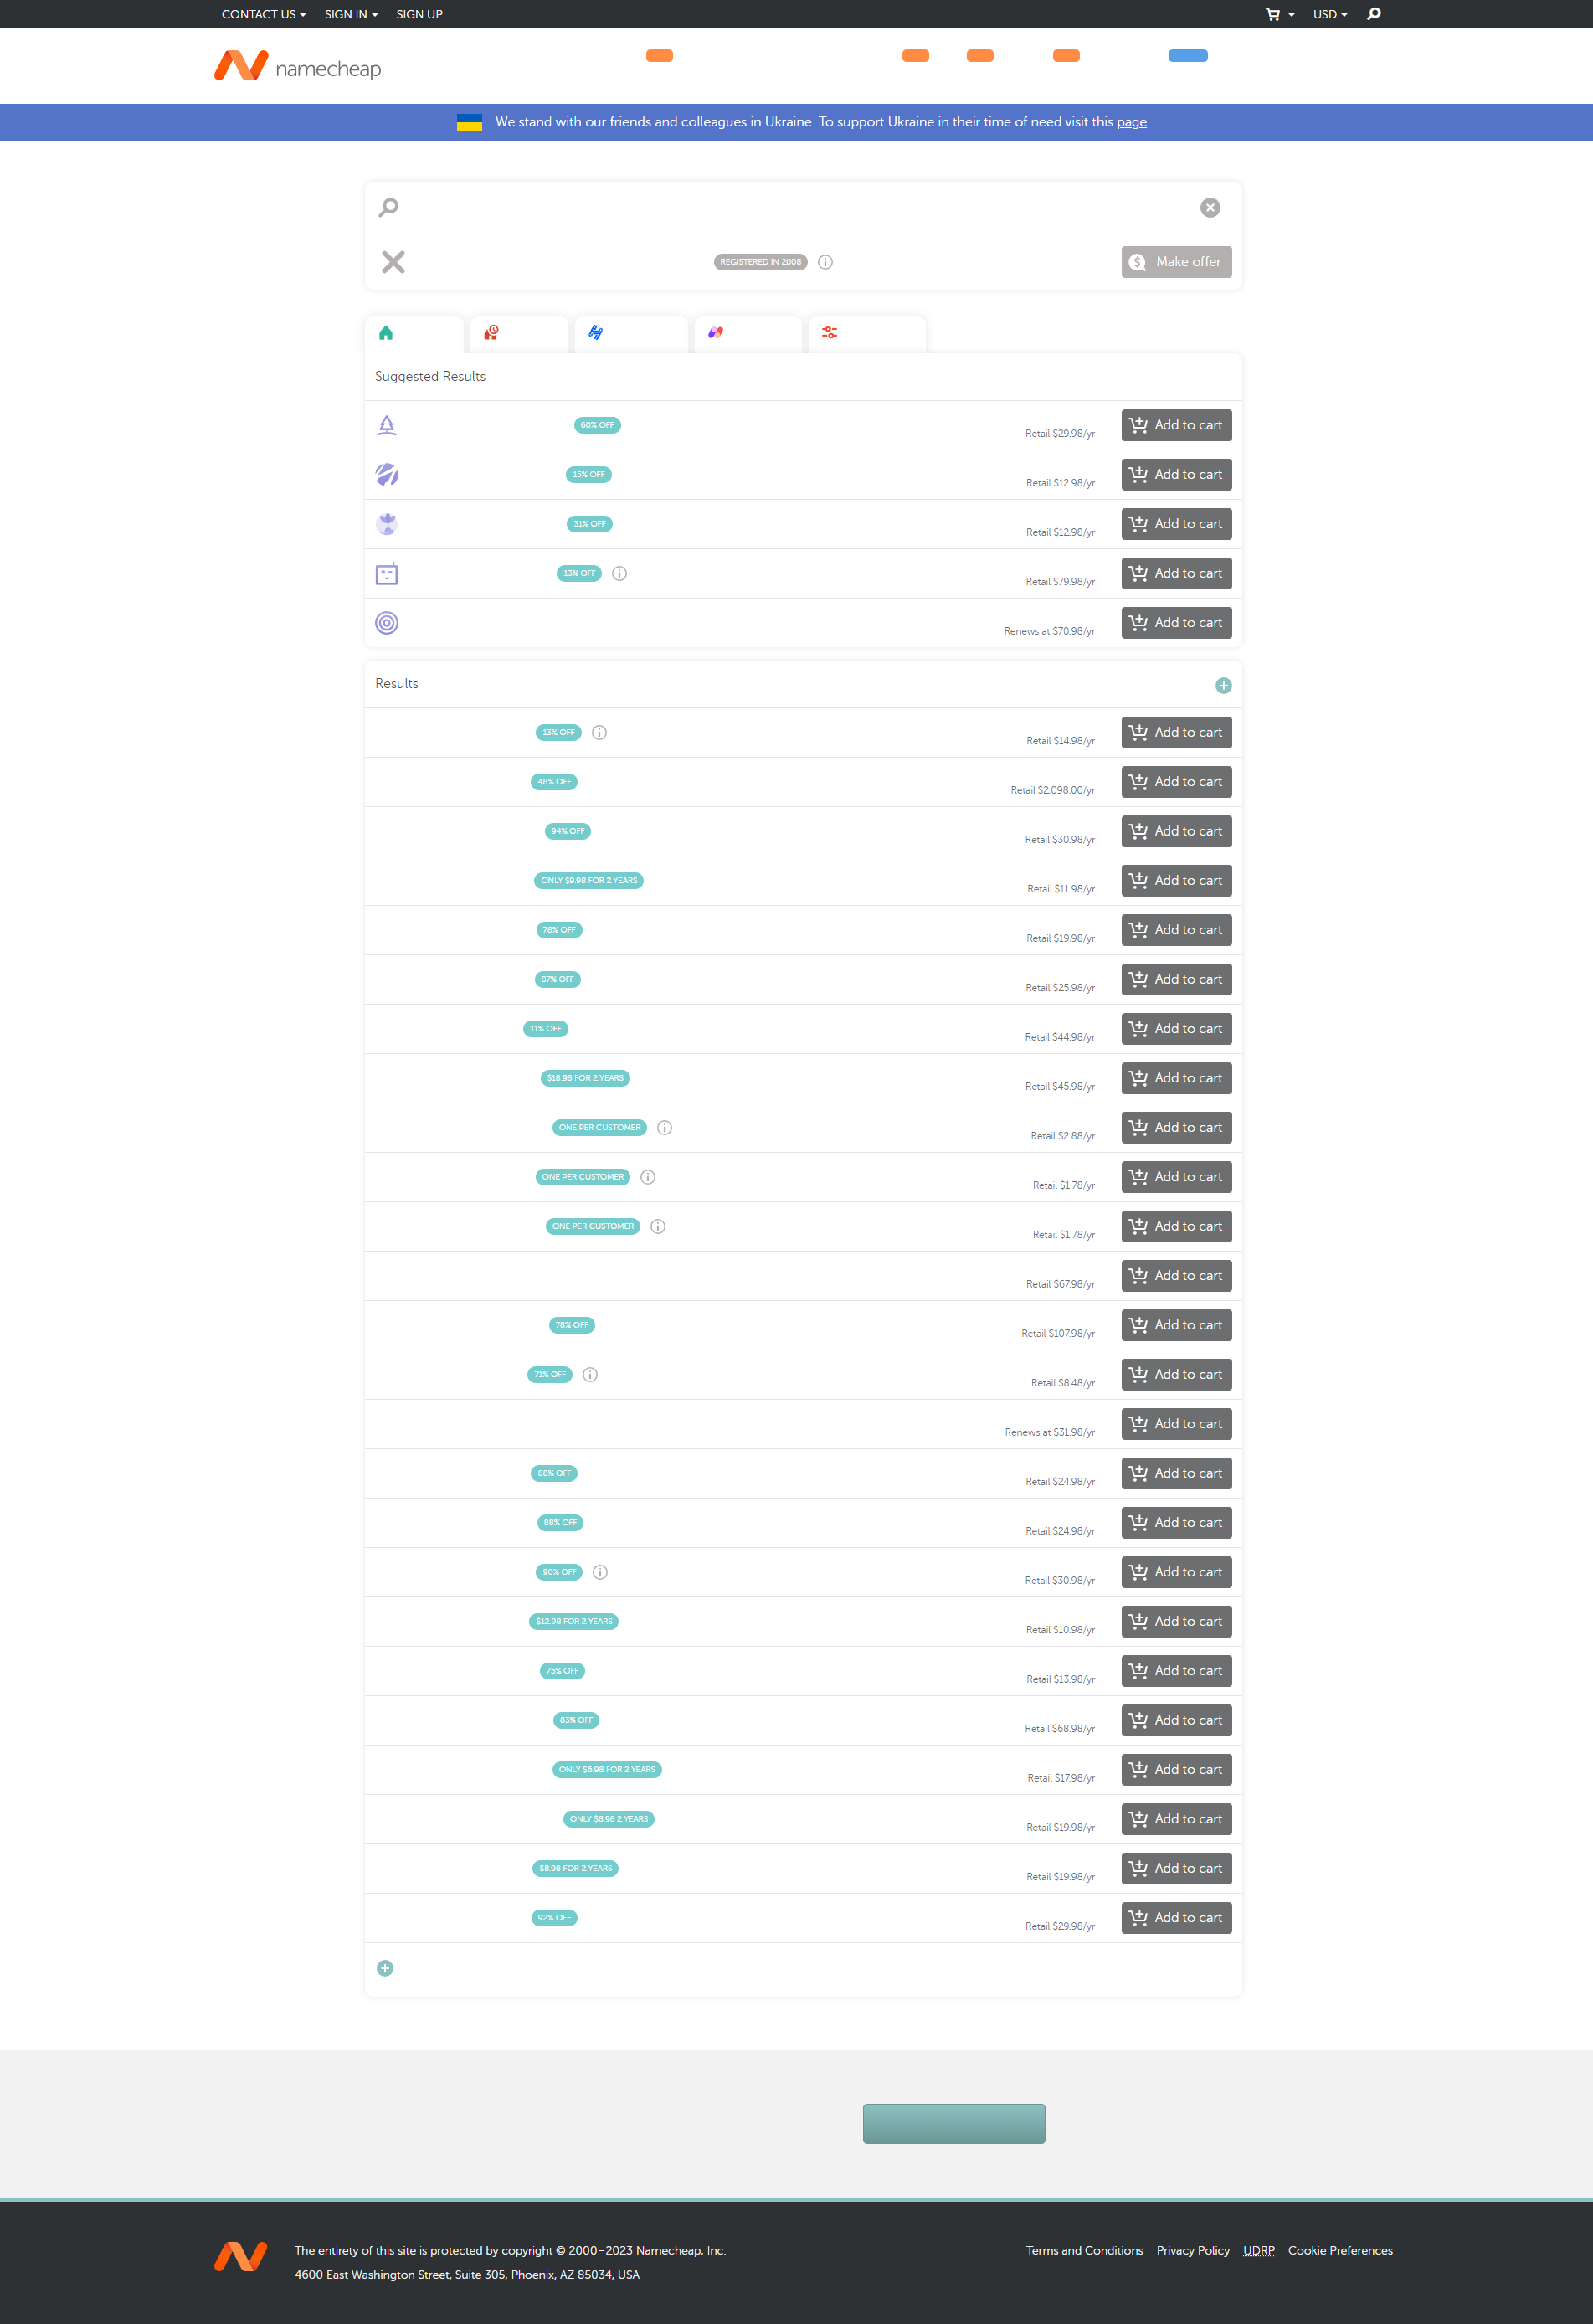 CONTACT US SIGN IN SIGN UP USD
namecheap
We stand with our friends and colleagues in Ukraine. To support Ukraine in their time of need visit this page.
REGISTERED IN 2008 Make offer
Suggested Results
60% OFF Retail $29.98/yr Add to cart
15% OFF Retail $12.98/yr Add to cart
31% OFF Retail $12.98/yr Add to cart
13% OFF Retail $79.98/yr Add to cart
Renews at $70.98/yr Add to cart
Results
13% OFF Retail $14.98/yr Add to cart
48% OFF Retail $2,098.00/yr Add to cart
94% OFF Retail $30.98/yr Add to cart
ONLY $9.98 FOR 2 YEARS Retail $11.98/yr Add to cart
78% OFF Retail $19.98/yr Add to cart
87% OFF Retail $25.98/yr Add to cart
11% OFF Retail $44.98/yr Add to cart
$18.98 FOR 2 YEARS Retail $45.98/yr Add to cart
ONE PER CUSTOMER Retail $2.88/yr Add to cart
ONE PER CUSTOMER Retail $1.78/yr Add to cart
ONE PER CUSTOMER Retail $1.78/yr Add to cart
Retail $67.98/yr Add to cart
78% OFF Retail $107.98/yr Add to cart
71% OFF Retail $8.48/yr Add to cart
Renews at $31.98/yr Add to cart
88% OFF Retail $24.98/yr Add to cart
88% OFF Retail $24.98/yr Add to cart
90% OFF Retail $30.98/yr Add to cart
$12.98 FOR 2 YEARS Retail $10.98/yr Add to cart
75% OFF Retail $13.98/yr Add to cart
83% OFF Retail $68.98/yr Add to cart
ONLY $6.98 FOR 2 YEARS Retail $17.98/yr Add to cart
ONLY $8.98 2 YEARS Retail $19.98/yr Add to cart
$8.98 FOR 2 YEARS Retail $19.98/yr Add to cart
92% OFF Retail $29.98/yr Add to cart
The entirety of this site is protected by copyright © 2000–2023 Namecheap, Inc. Terms and Conditions Privacy Policy UDRP Cookie Preferences
4600 East Washington Street, Suite 305, Phoenix, AZ 85034, USA